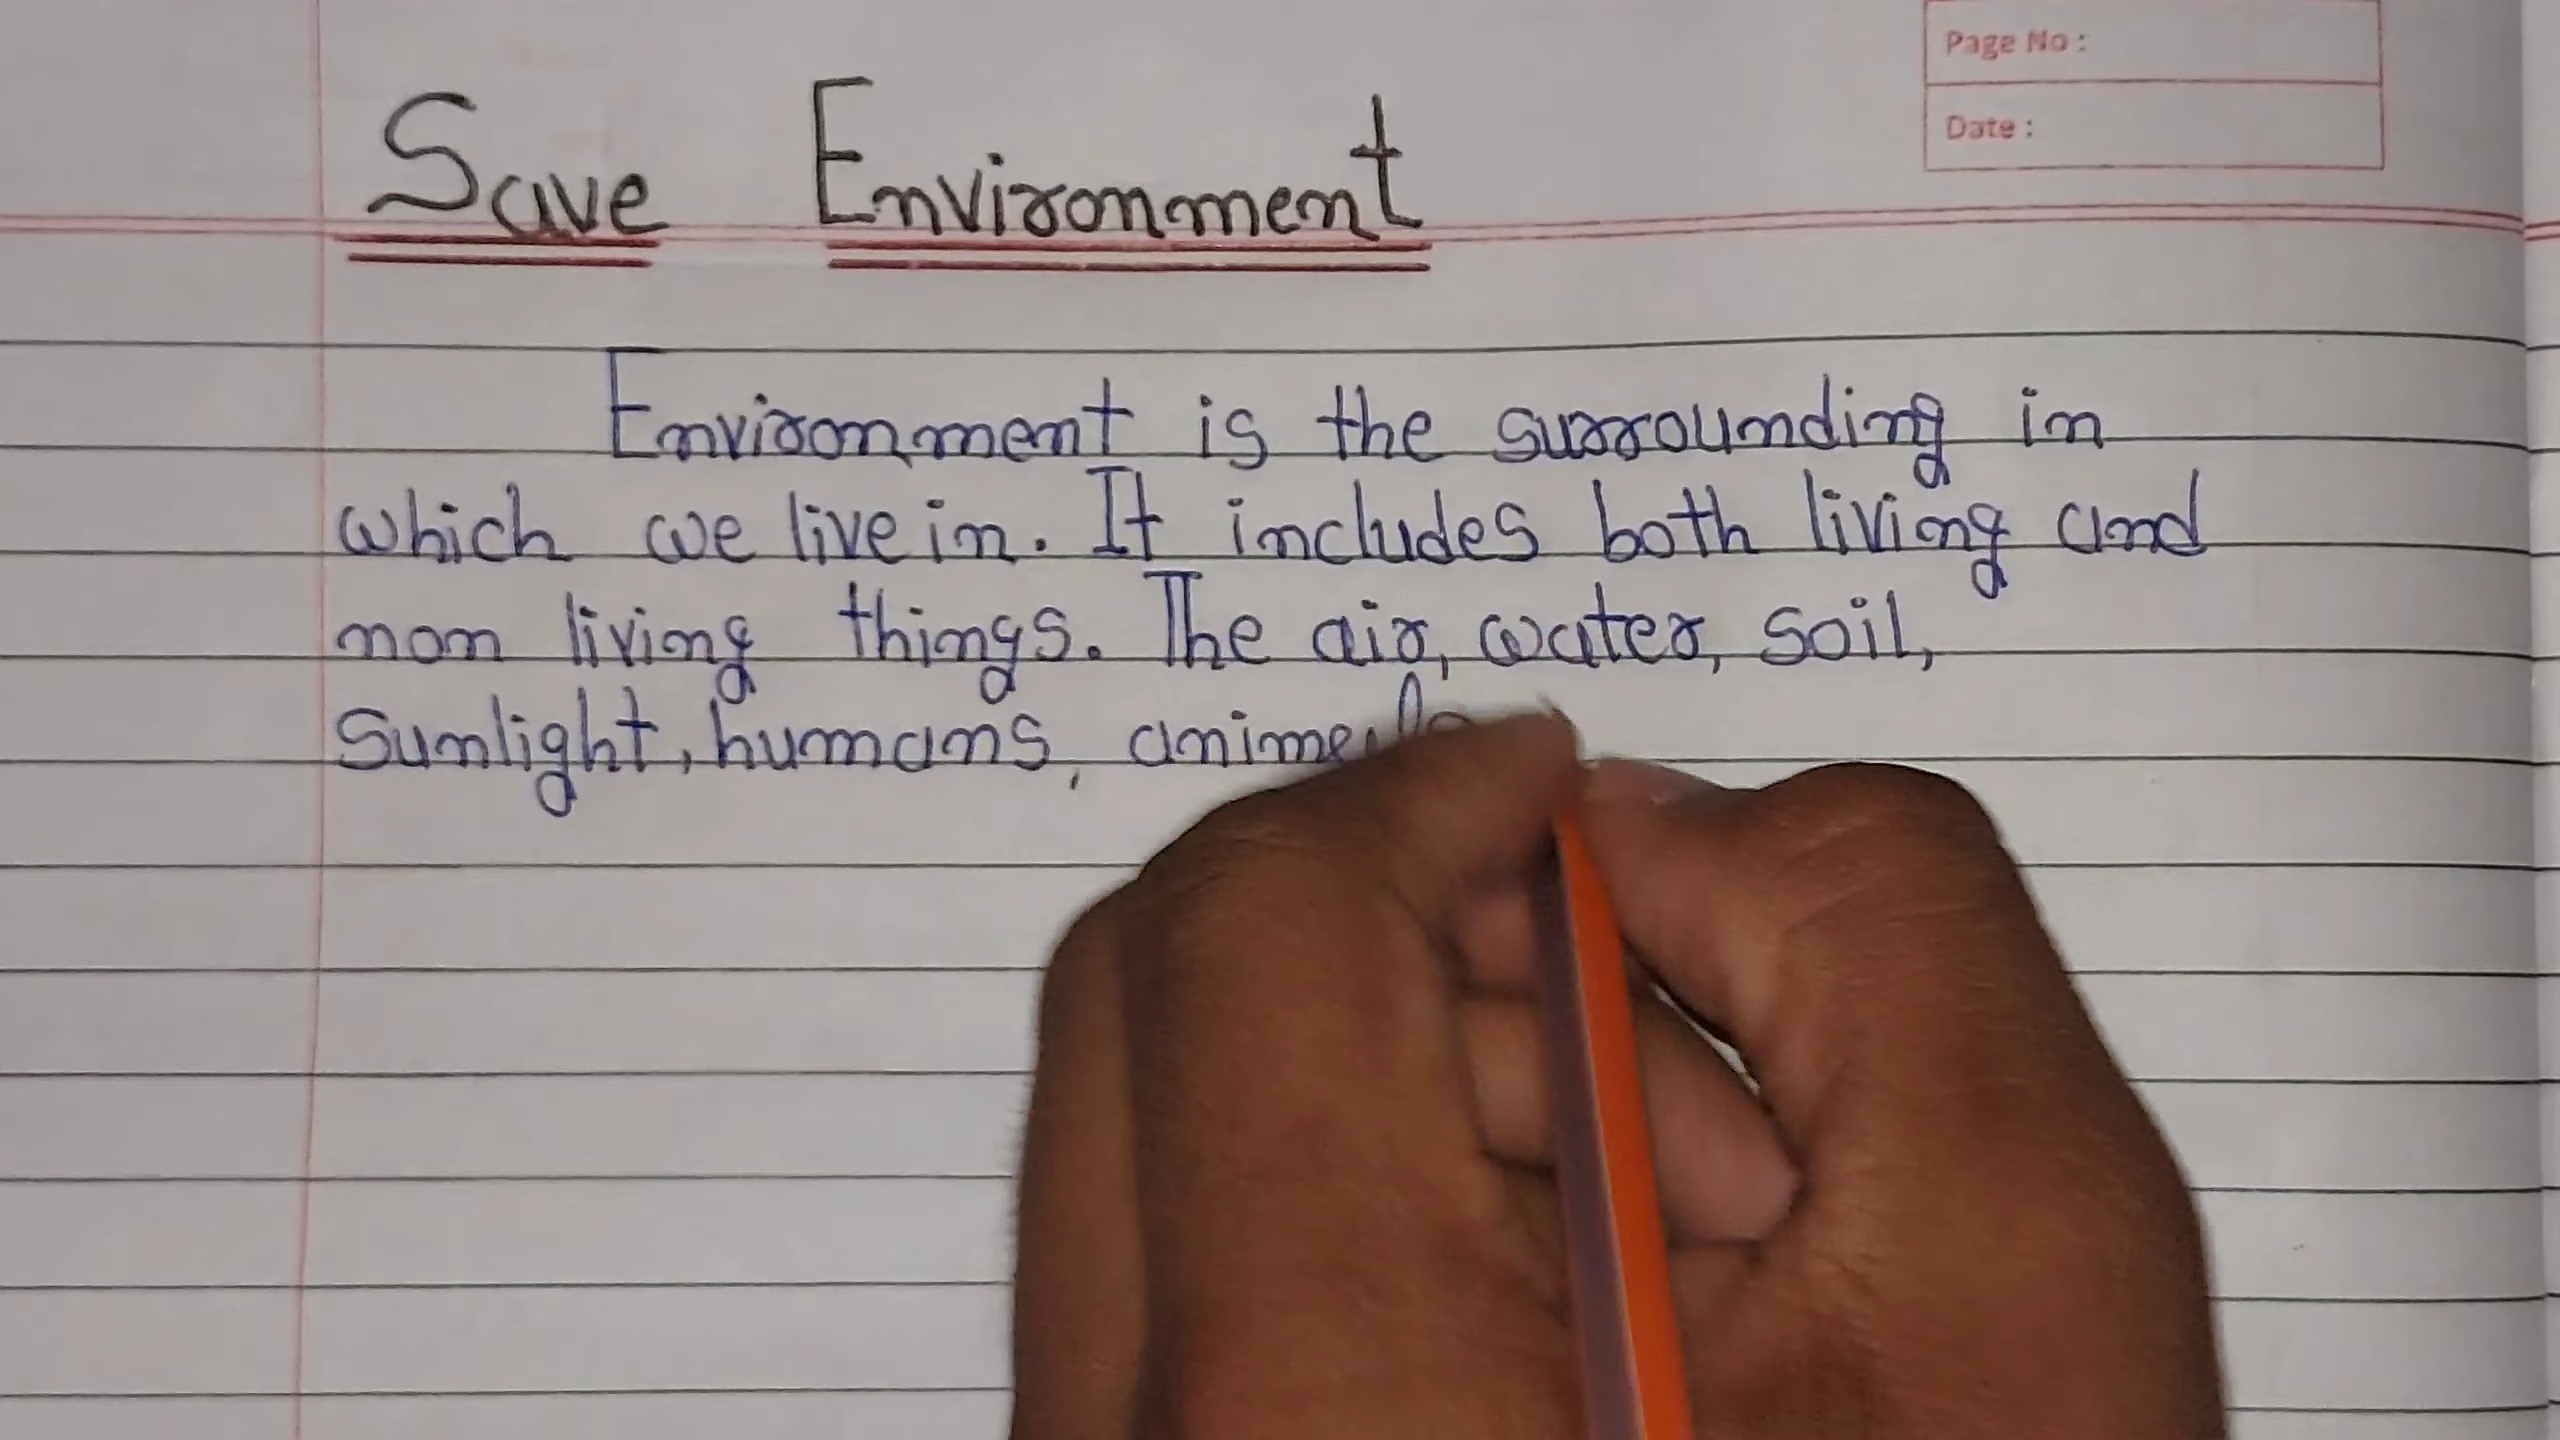 Page No :
Date :
Save Environment
Environment is the surrounding in
which we live in. It includes both living and
non living things. The air, water, soil,
Sunlight, humans, animals